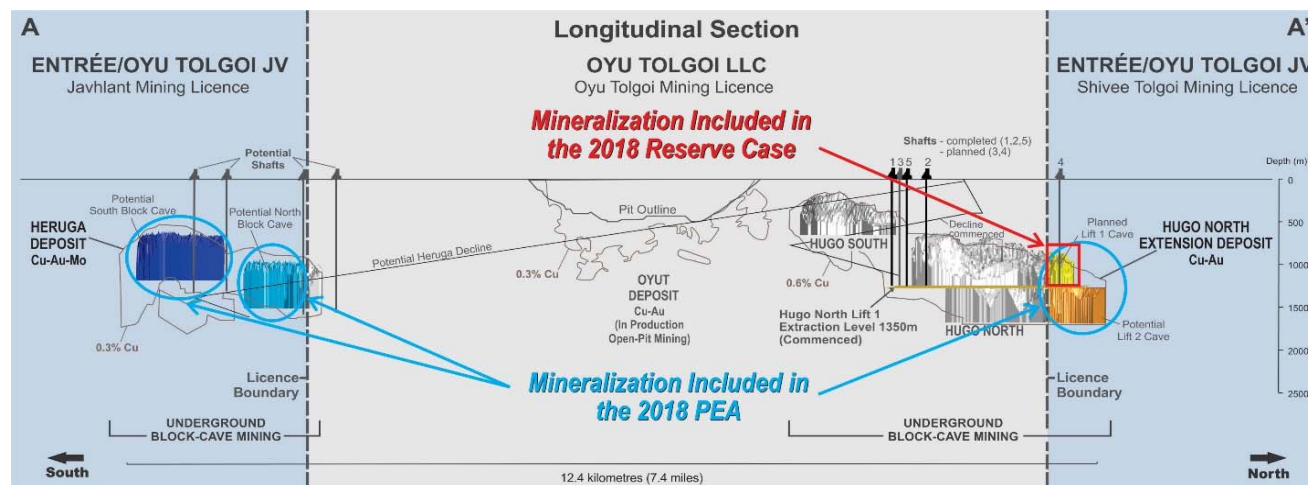 A
Longitudinal Section
A'
ENTRÉE/OYU TOLGOI JV
Javhlant Mining Licence
OYU TOLGOI LLC
Oyu Tolgoi Mining Licence
ENTRÉE/OYU TOLGOI JV
Shivee Tolgoi Mining Licence
Mineralization Included in
the 2018 Reserve Case
Shafts - completed (1,2,5)
- planned (3,4)
Potential
Shafts
1 3 5 2
4
Depth (m)
0
500
1000
1500
2000
2500
Potential
South Block Cave
Potential North
Block Cave
HERUGA
DEPOSIT
Cu-Au-Mo
Pit Outline
Potential Heruga Decline
0.3% Cu
0.3% Cu
OYUT
DEPOSIT
Cu-Au
(In Production
Open-Pit Mining)
HUGO SOUTH
Decline
commenced
0.6% Cu
Hugo North Lift 1
Extraction Level 1350m
(Commenced)
HUGO NORTH
Planned
Lift 1 Cave
HUGO NORTH
EXTENSION DEPOSIT
Cu-Au
Potential
Lift 2 Cave
Mineralization Included in
the 2018 PEA
Licence
Boundary
Licence
Boundary
UNDERGROUND
BLOCK-CAVE MINING
UNDERGROUND
BLOCK-CAVE MINING
South
12.4 kilometres (7.4 miles)
North